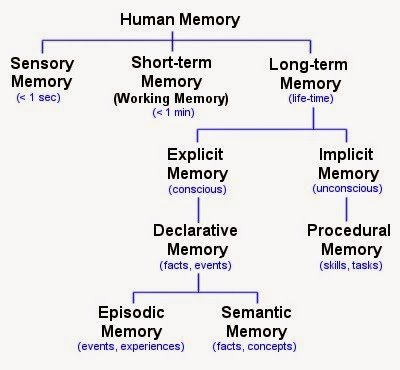 Human Memory
Sensory
Memory
(< 1 sec)
Short-term
Memory
(Working Memory)
(< 1 min)
Long-term
Memory
(life-time)
Explicit
Memory
(conscious)
Implicit
Memory
(unconscious)
Declarative
Memory
(facts, events)
Procedural
Memory
(skills, tasks)
Episodic
Memory
(events, experiences)
Semantic
Memory
(facts, concepts)